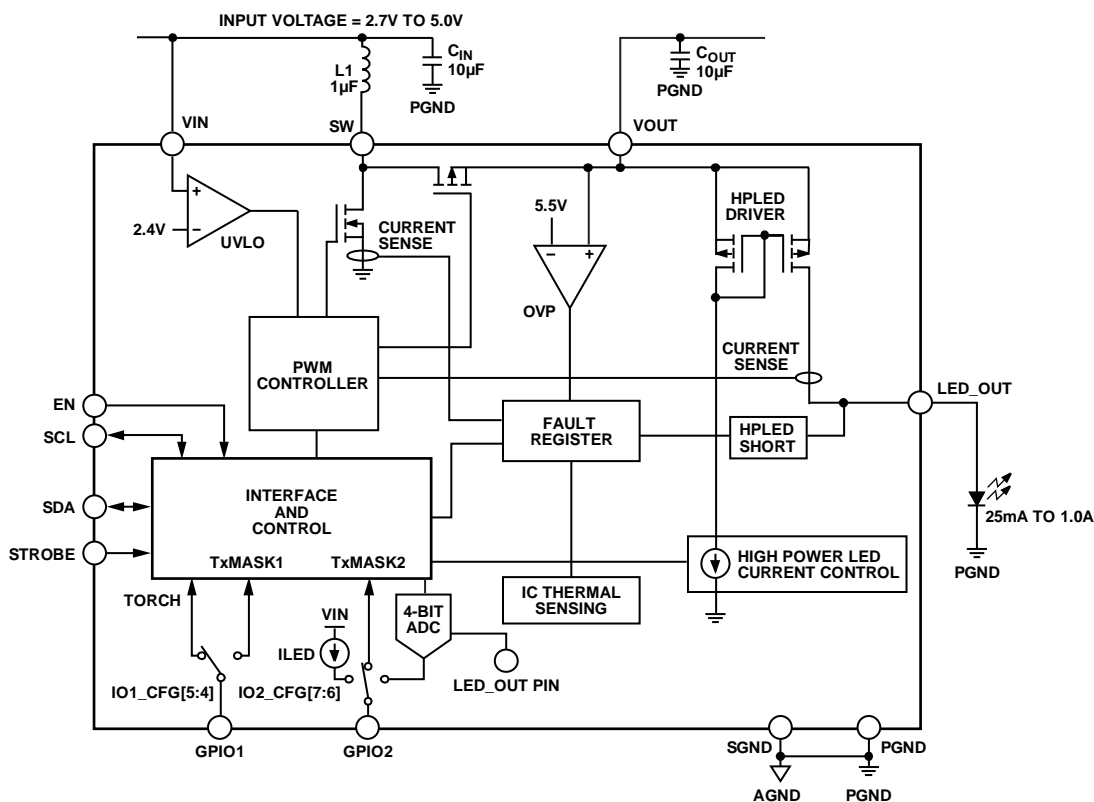 INPUT VOLTAGE = 2.7V TO 5.0V
L1
1µF
CIN
10µF
PGND
COUT
10µF
PGND
VIN
SW
VOUT
2.4V
+
−
UVLO
CURRENT
SENSE
5.5V
−
+
OVP
HPLED
DRIVER
PWM
CONTROLLER
CURRENT
SENSE
LED_OUT
EN
SCL
SDA
STROBE
FAULT
REGISTER
HPLED
SHORT
INTERFACE
AND
CONTROL
TxMASK1
TxMASK2
25mA TO 1.0A
PGND
HIGH POWER LED
CURRENT CONTROL
IC THERMAL
SENSING
TORCH
VIN
ILED
4-BIT
ADC
LED_OUT PIN
IO1_CFG[5:4]
IO2_CFG[7:6]
GPIO1
GPIO2
SGND
PGND
AGND
PGND